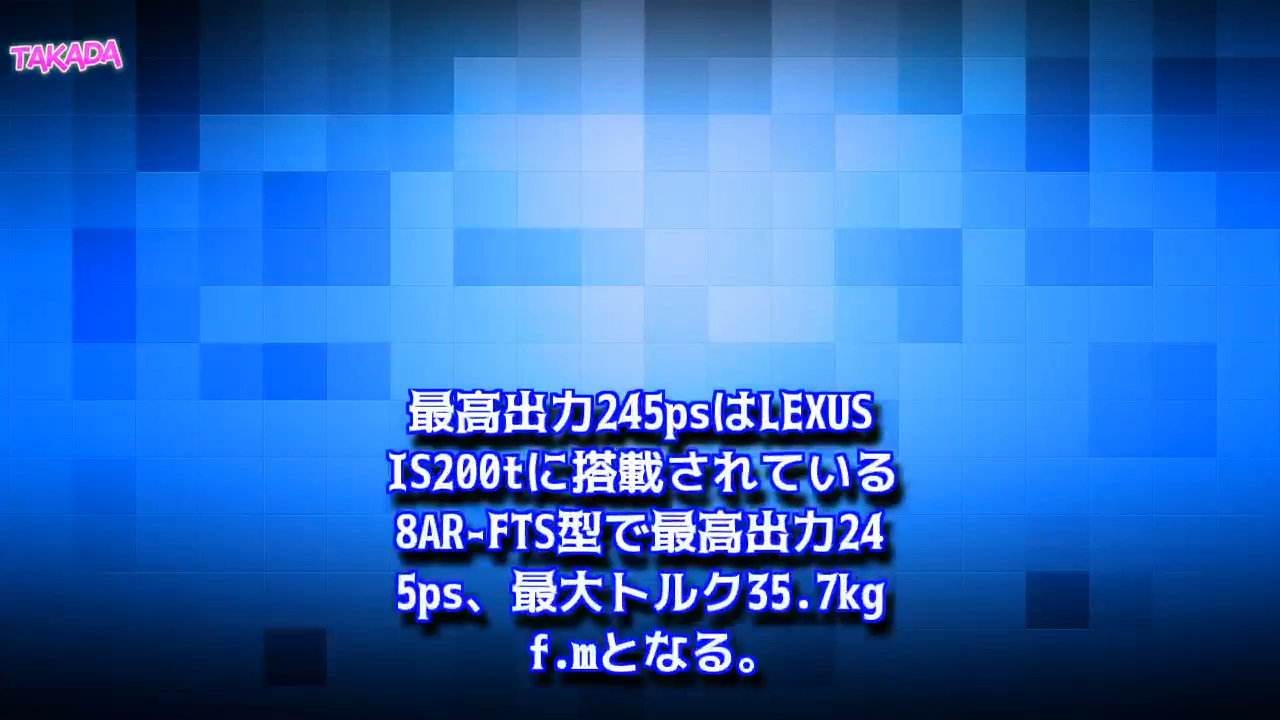 TAKADA
最高出力245psはLEXUS
IS200tに搭載されている
8AR-FTS型で最高出力24
5ps、最大トルク35.7kg
f.mとなる。